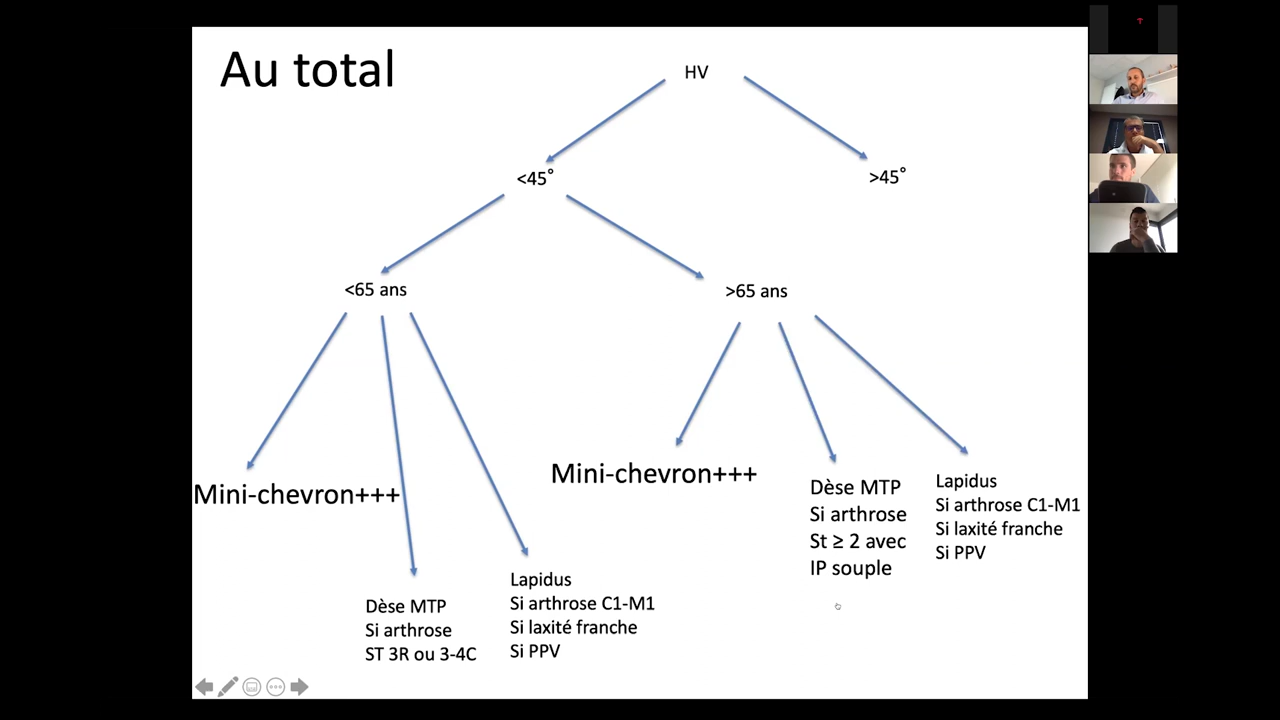 Au total
HV
<45°
>45°
<65 ans
>65 ans
Mini-chevron+++
Dèse MTP
Si arthrose
ST 3R ou 3-4C
Lapidus
Si arthrose C1-M1
Si laxité franche
Si PPV
Mini-chevron+++
Dèse MTP
Si arthrose
St ≥ 2 avec
IP souple
Lapidus
Si arthrose C1-M1
Si laxité franche
Si PPV